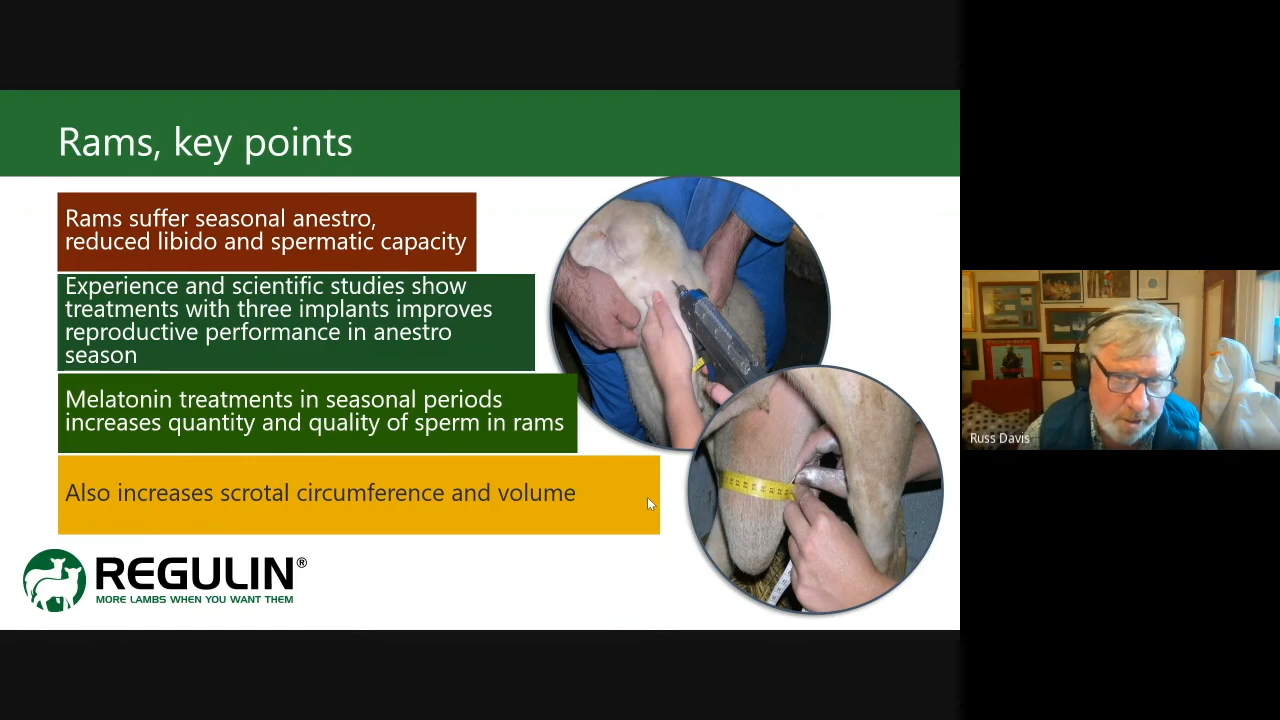 Rams, key points
Rams suffer seasonal anestro,
reduced libido and spermatic capacity
Experience and scientific studies show
treatments with three implants improves
reproductive performance in anestro
season
Melatonin treatments in seasonal periods
increases quantity and quality of sperm in rams
Also increases scrotal circumference and volume
REGULIN®
MORE LAMBS WHEN YOU WANT THEM
Russ Davis